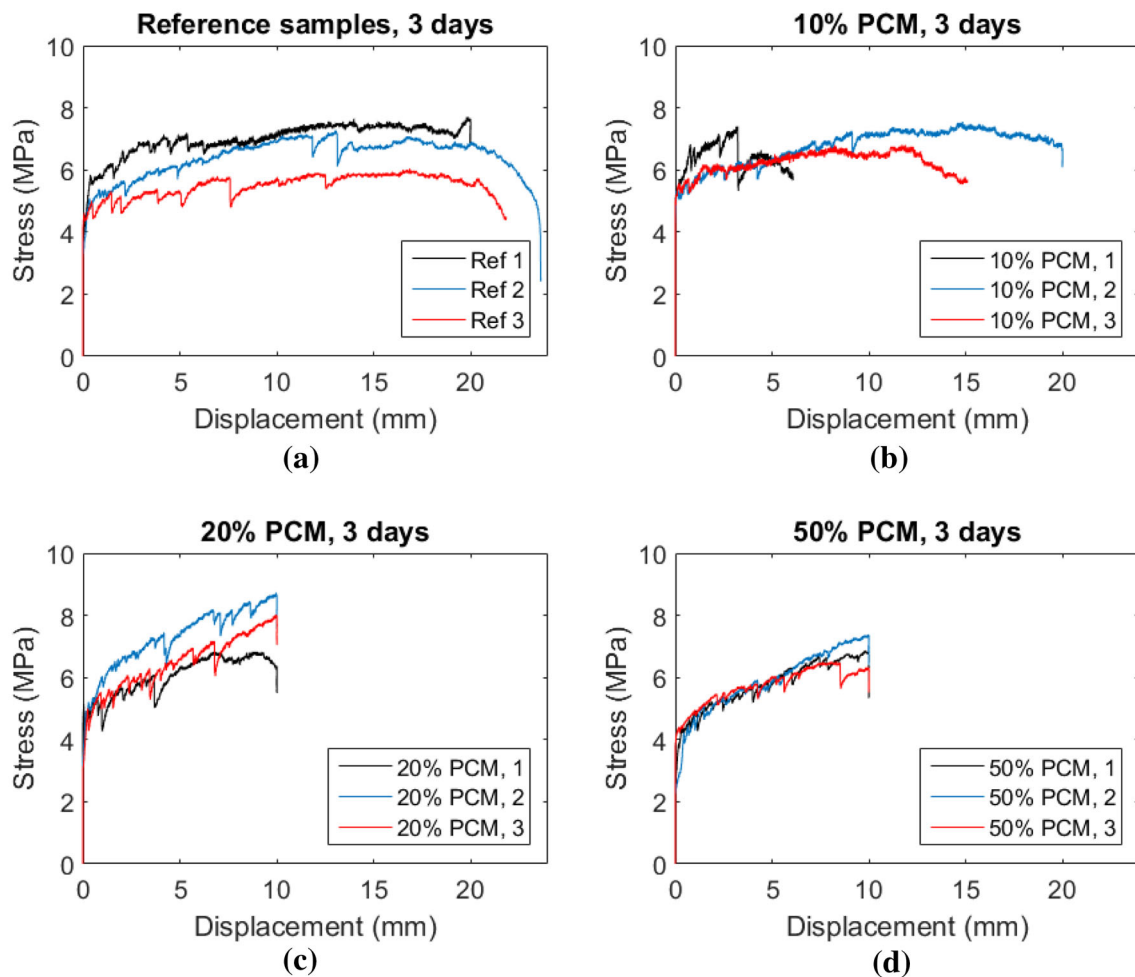 Reference samples, 3 days
10
8
6
4
2
0
Stress (MPa)
0 5 10 15 20
Displacement (mm)
Ref 1
Ref 2
Ref 3
(a)
10% PCM, 3 days
10
8
6
4
2
0
Stress (MPa)
0 5 10 15 20
Displacement (mm)
10% PCM, 1
10% PCM, 2
10% PCM, 3
(b)
20% PCM, 3 days
10
8
6
4
2
0
Stress (MPa)
0 5 10 15 20
Displacement (mm)
20% PCM, 1
20% PCM, 2
20% PCM, 3
(c)
50% PCM, 3 days
10
8
6
4
2
0
Stress (MPa)
0 5 10 15 20
Displacement (mm)
50% PCM, 1
50% PCM, 2
50% PCM, 3
(d)